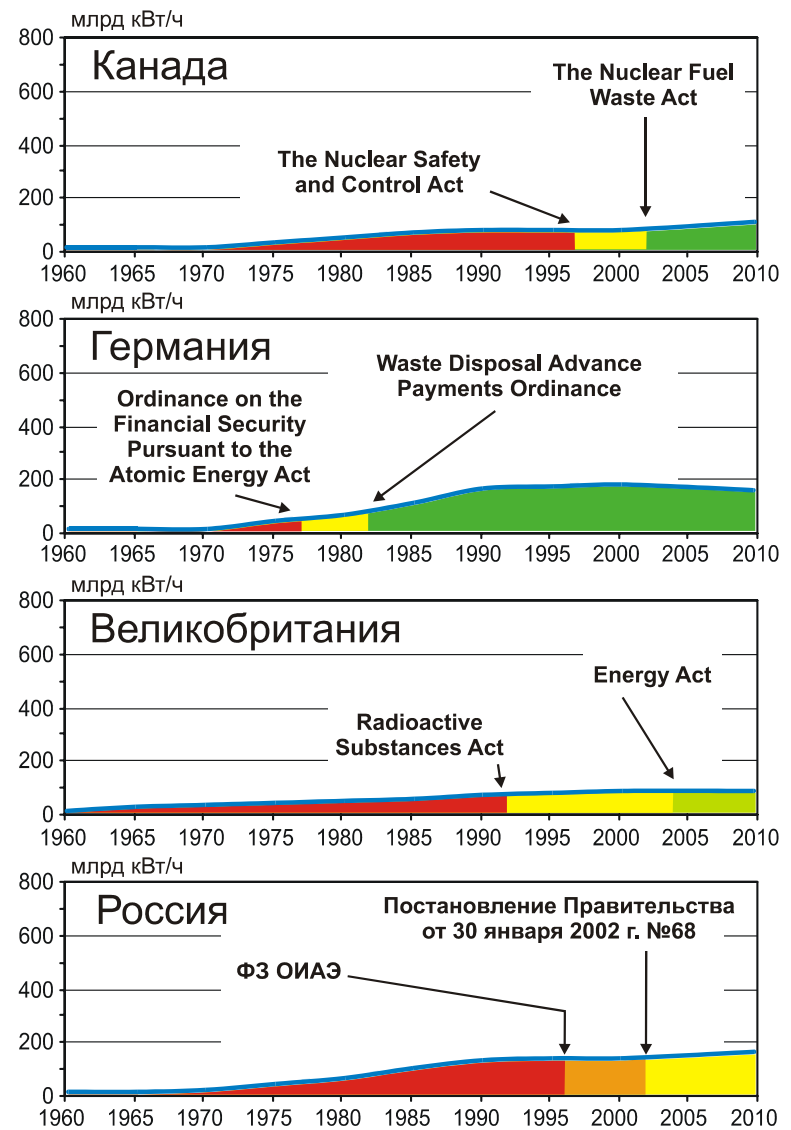 млрд кВт/ч
800
Канада
The Nuclear Fuel
Waste Act
600
400
The Nuclear Safety
and Control Act
200
0
1960 1965 1970 1975 1980 1985 1990 1995 2000 2005 2010
млрд кВт/ч
800
Германия
Waste Disposal Advance
Payments Ordinance
600
Ordinance on the
Financial Security
Pursuant to the
Atomic Energy Act
400
200
0
1960 1965 1970 1975 1980 1985 1990 1995 2000 2005 2010
млрд кВт/ч
800
Великобритания
600
Energy Act
400
Radioactive
Substances Act
200
0
1960 1965 1970 1975 1980 1985 1990 1995 2000 2005 2010
млрд кВт/ч
800
Россия
Постановление Правительства
от 30 января 2002 г. №68
600
ФЗ ОИАЭ
400
200
0
1960 1965 1970 1975 1980 1985 1990 1995 2000 2005 2010